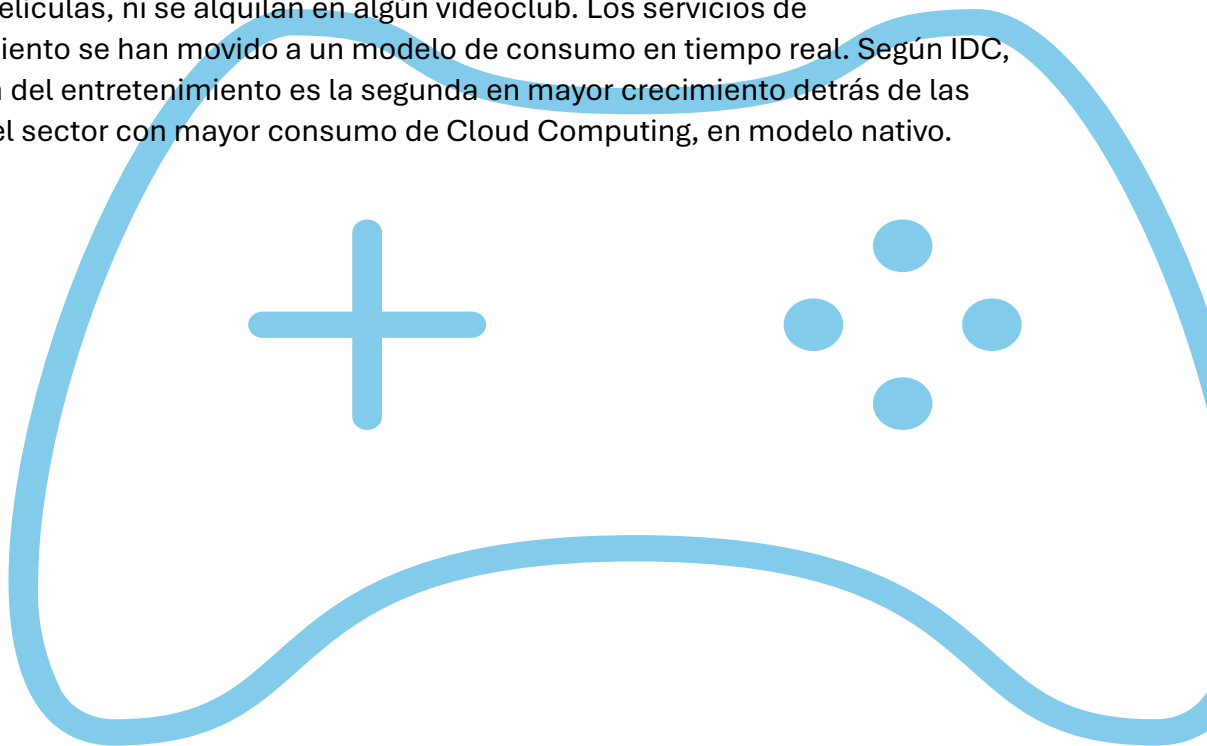 elículas, ni se alquilan en algún videoclub. Los servicios de
iento se han movido a un modelo de consumo en tiempo real. Según IDC,
del entretenimiento es la segunda en mayor crecimiento detrás de las
el sector con mayor consumo de Cloud Computing, en modelo nativo.